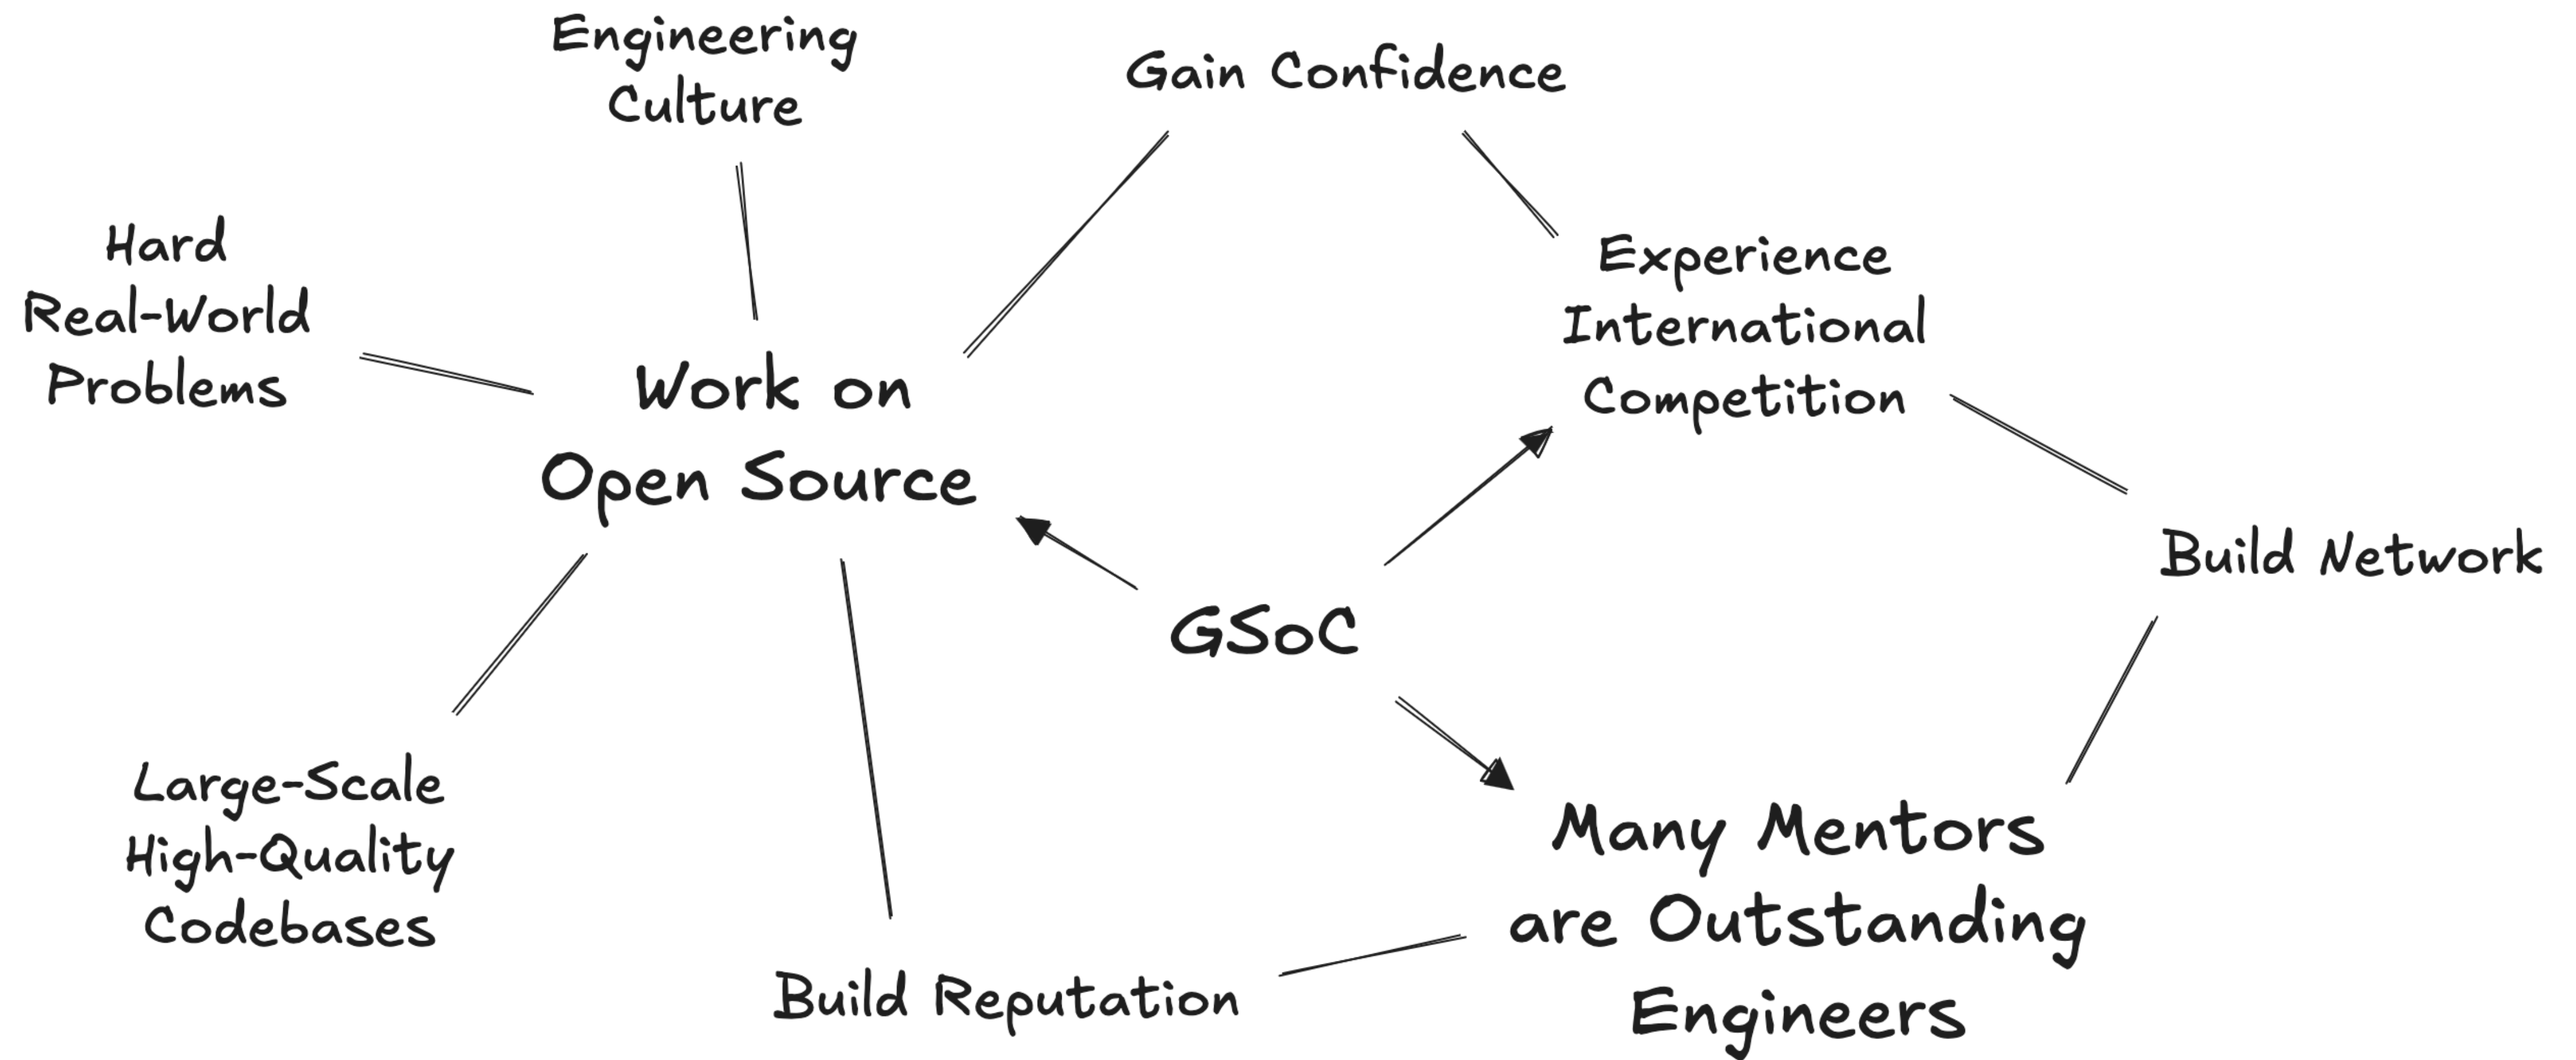 Engineering
Culture
Gain Confidence
Hard
Real-World
Problems
Experience
International
Competition
Work on
Open Source
Build Network
GSoC
Large-Scale
High-Quality
Codebases
Many Mentors
are Outstanding
Engineers
Build Reputation